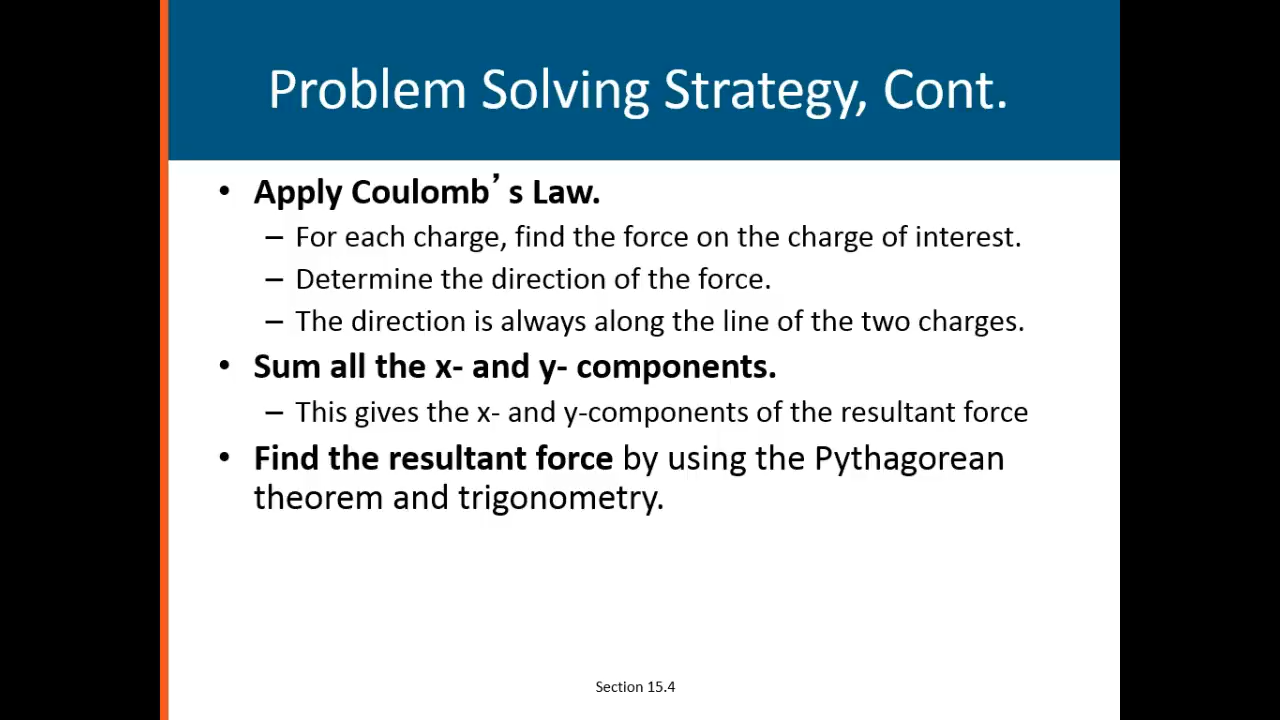 Problem Solving Strategy, Cont.
• Apply Coulomb’s Law.
– For each charge, find the force on the charge of interest.
– Determine the direction of the force.
– The direction is always along the line of the two charges.
• Sum all the x- and y- components.
– This gives the x- and y-components of the resultant force
• Find the resultant force by using the Pythagorean
theorem and trigonometry.
Section 15.4